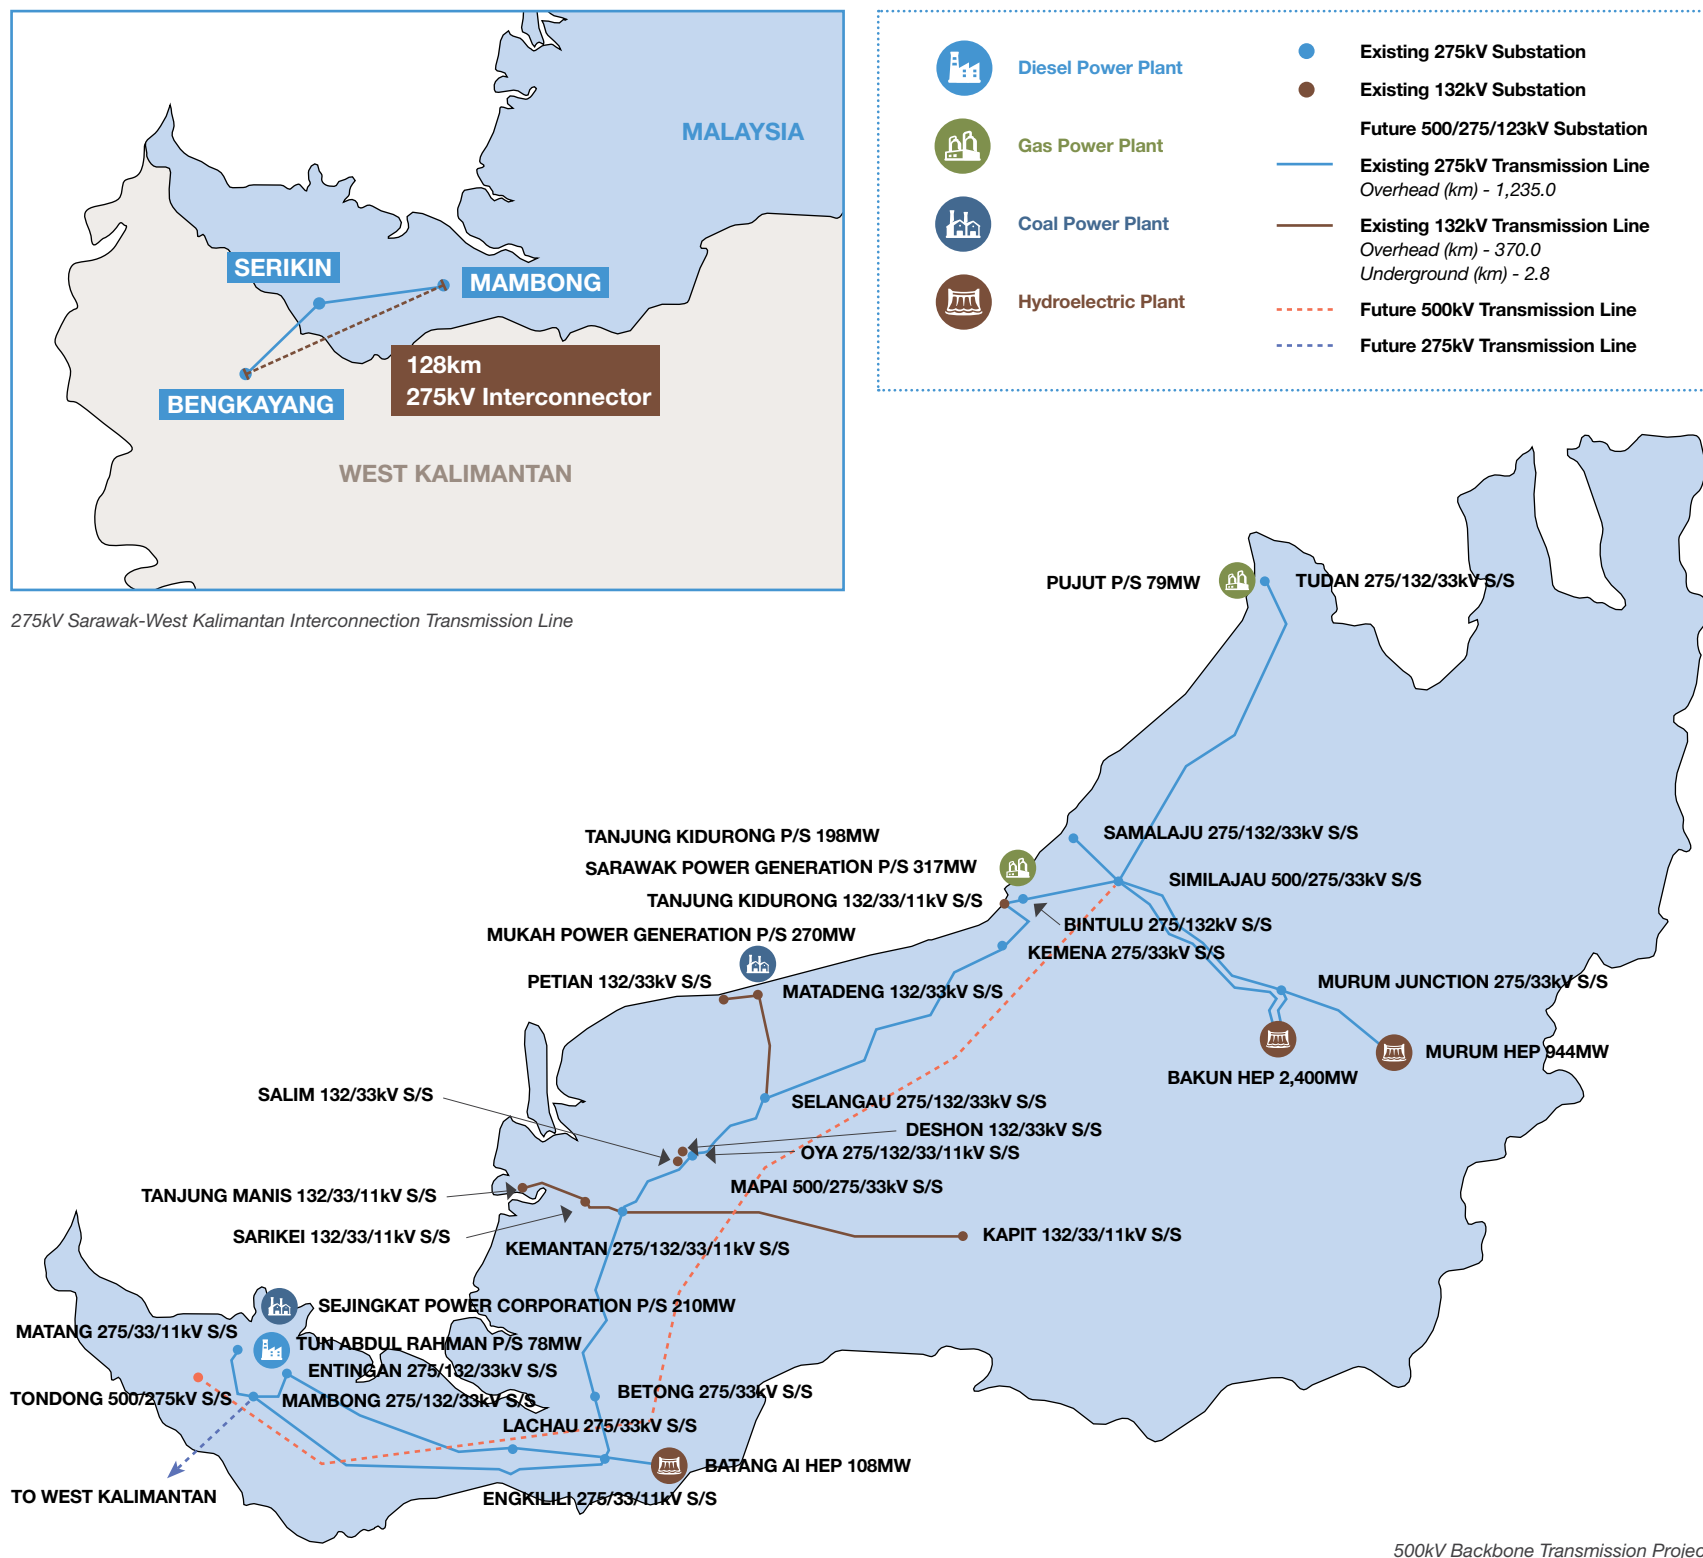 MALAYSIA
SERIKIN
MAMBONG
128km
275kV Interconnector
BENGKAYANG
WEST KALIMANTAN
275kV Sarawak-West Kalimantan Interconnection Transmission Line
Diesel Power Plant
Gas Power Plant
Coal Power Plant
Hydroelectric Plant
Existing 275kV Substation
Existing 132kV Substation
Future 500/275/123kV Substation
Existing 275kV Transmission Line
Overhead (km) - 1,235.0
Existing 132kV Transmission Line
Overhead (km) - 370.0
Underground (km) - 2.8
Future 500kV Transmission Line
Future 275kV Transmission Line
PUJUT P/S 79MW
TUDAN 275/132/33kV S/S
TANJUNG KIDURONG P/S 198MW
SAMALAJU 275/132/33kV S/S
SARAWAK POWER GENERATION P/S 317MW
SIMILAJAU 500/275/33kV S/S
TANJUNG KIDURONG 132/33/11kV S/S
BINTULU 275/132kV S/S
MUKAH POWER GENERATION P/S 270MW
KEMENA 275/33kV S/S
PETIAN 132/33kV S/S
MATADENG 132/33kV S/S
MURUM JUNCTION 275/33kV S/S
MURUM HEP 944MW
BAKUN HEP 2,400MW
SALIM 132/33kV S/S
SELANGAU 275/132/33kV S/S
DESHON 132/33kV S/S
OYA 275/132/33/11kV S/S
MAPAI 500/275/33kV S/S
TANJUNG MANIS 132/33/11kV S/S
SARIKEI 132/33/11kV S/S
KAPIT 132/33/11kV S/S
KEMANTAN 275/132/33/11kV S/S
SEJINGKAT POWER CORPORATION P/S 210MW
MATANG 275/33/11kV S/S
TUN ABDUL RAHMAN P/S 78MW
ENTINGAN 275/132/33kV S/S
TONDONG 500/275kV S/S
MAMBONG 275/132/33kV S/S
BETONG 275/33kV S/S
LACHAU 275/33kV S/S
BATANG AI HEP 108MW
TO WEST KALIMANTAN
ENGKILILI 275/33/11kV S/S
500kV Backbone Transmission Projec